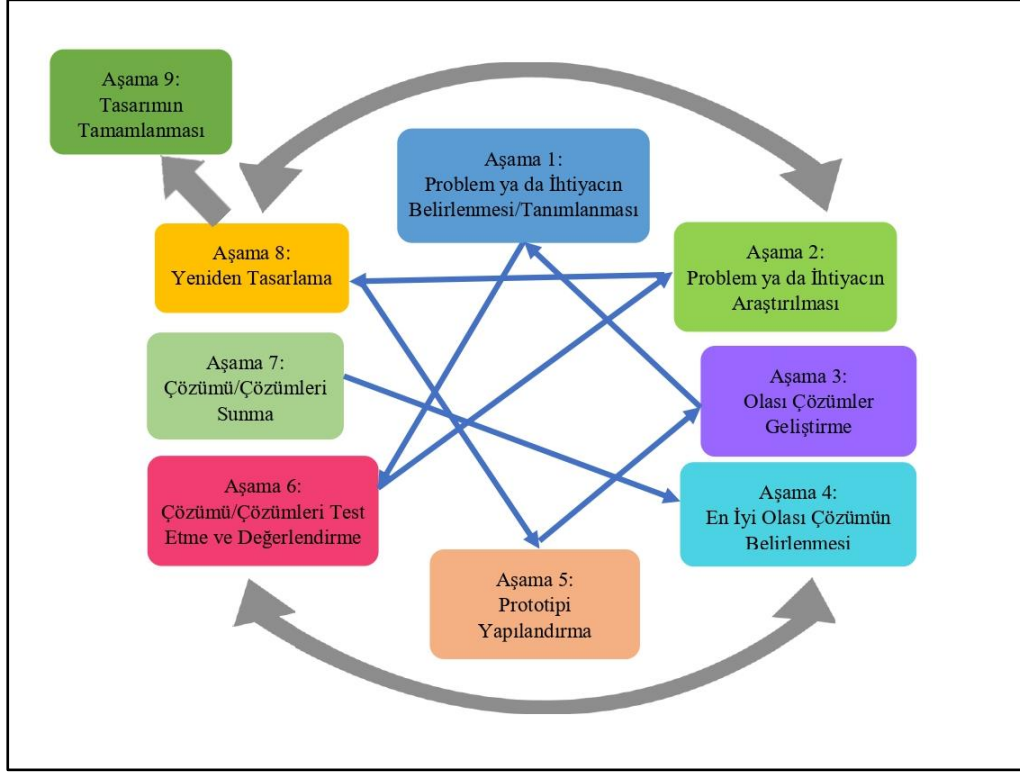 Aşama 9:
Tasarımın
Tamamlanması
Aşama 1:
Problem ya da İhtiyacın
Belirlenmesi/Tanımlanması
Aşama 8:
Yeniden Tasarlama
Aşama 2:
Problem ya da İhtiyacın
Araştırılması
Aşama 7:
Çözümü/Çözümleri
Sunma
Aşama 3:
Olası Çözümler
Geliştirme
Aşama 6:
Çözümü/Çözümleri Test
Etme ve Değerlendirme
Aşama 4:
En İyi Olası Çözümün
Belirlenmesi
Aşama 5:
Prototipi
Yapılandırma